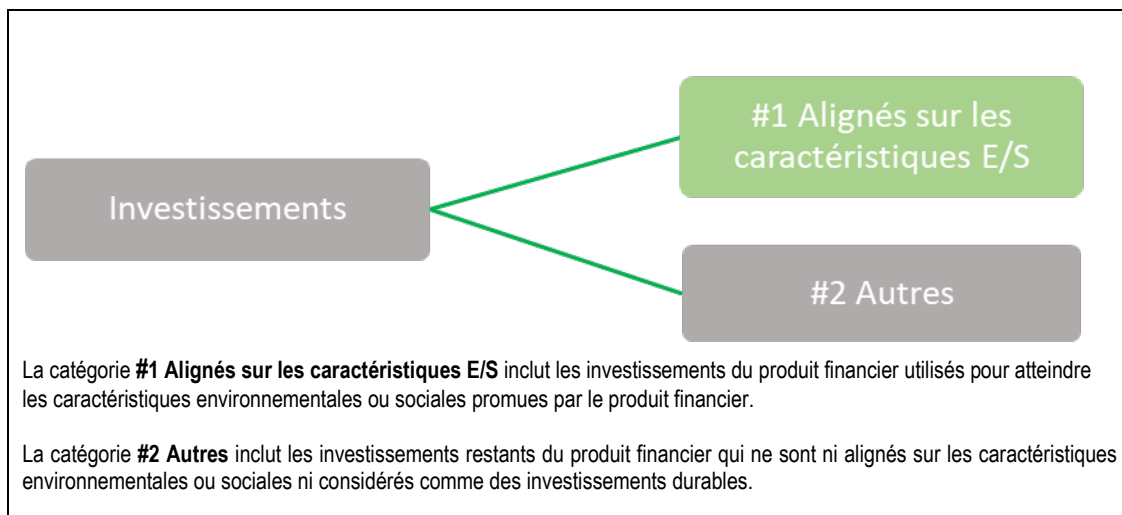 #1 Alignés sur les
caractéristiques E/S
Investissements
#2 Autres
La catégorie #1 Alignés sur les caractéristiques E/S inclut les investissements du produit financier utilisés pour atteindre
les caractéristiques environnementales ou sociales promues par le produit financier.
La catégorie #2 Autres inclut les investissements restants du produit financier qui ne sont ni alignés sur les caractéristiques
environnementales ou sociales ni considérés comme des investissements durables.